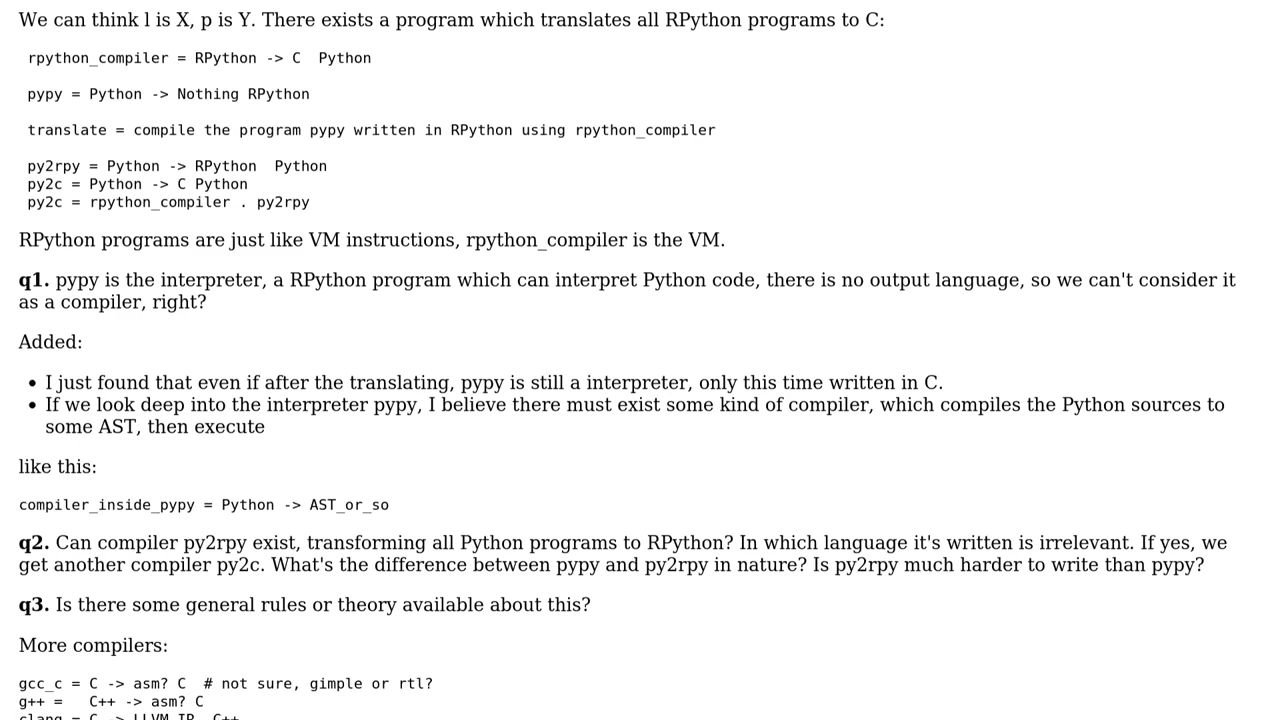 We can think l is X, p is Y. There exists a program which translates all RPython programs to C:
rpython_compiler = RPython -> C  Python
pypy = Python -> Nothing RPython
translate = compile the program pypy written in RPython using rpython_compiler
py2rpy = Python -> RPython  Python
py2c = Python -> C Python
py2c = rpython_compiler . py2rpy
RPython programs are just like VM instructions, rpython_compiler is the VM.
q1. pypy is the interpreter, a RPython program which can interpret Python code, there is no output language, so we can't consider it
as a compiler, right?
Added:
• I just found that even if after the translating, pypy is still a interpreter, only this time written in C.
• If we look deep into the interpreter pypy, I believe there must exist some kind of compiler, which compiles the Python sources to
some AST, then execute
like this:
compiler_inside_pypy = Python -> AST_or_so
q2. Can compiler py2rpy exist, transforming all Python programs to RPython? In which language it's written is irrelevant. If yes, we
get another compiler py2c. What's the difference between pypy and py2rpy in nature? Is py2rpy much harder to write than pypy?
q3. Is there some general rules or theory available about this?
More compilers:
gcc_c = C -> asm? C  # not sure, gimple or rtl?
g++ =   C++ -> asm? C
clang = C -> LLVM IR  C++